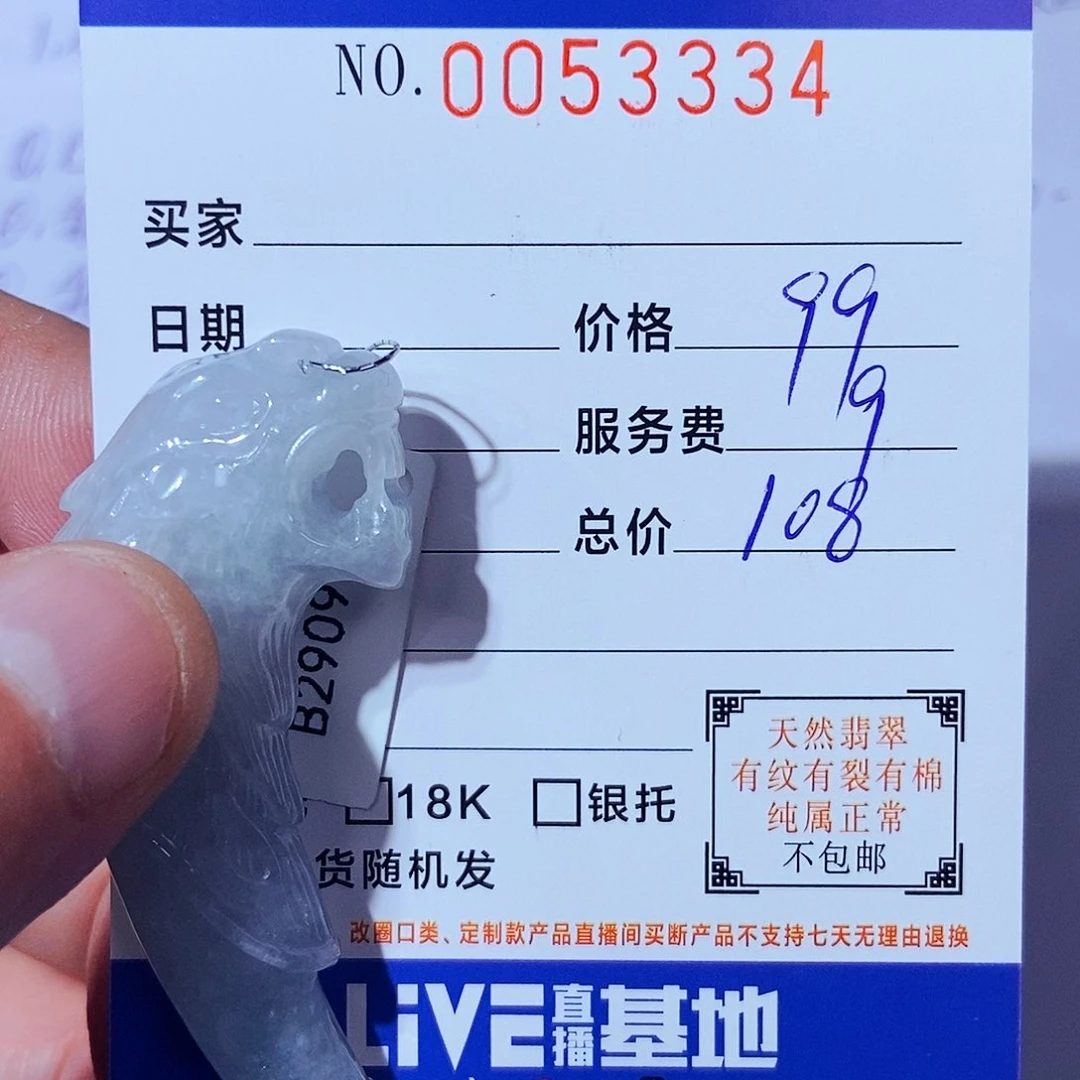 NO. 0053334
买家
日期
价格 99
服务费 9
总价 108
B2909
天然翡翠
有纹有裂有棉
纯属正常
不包邮
18K 银托
货随机发
改圈口类、定制款产品直播间买断产品不支持七天无理由退换
LiVE直播基地